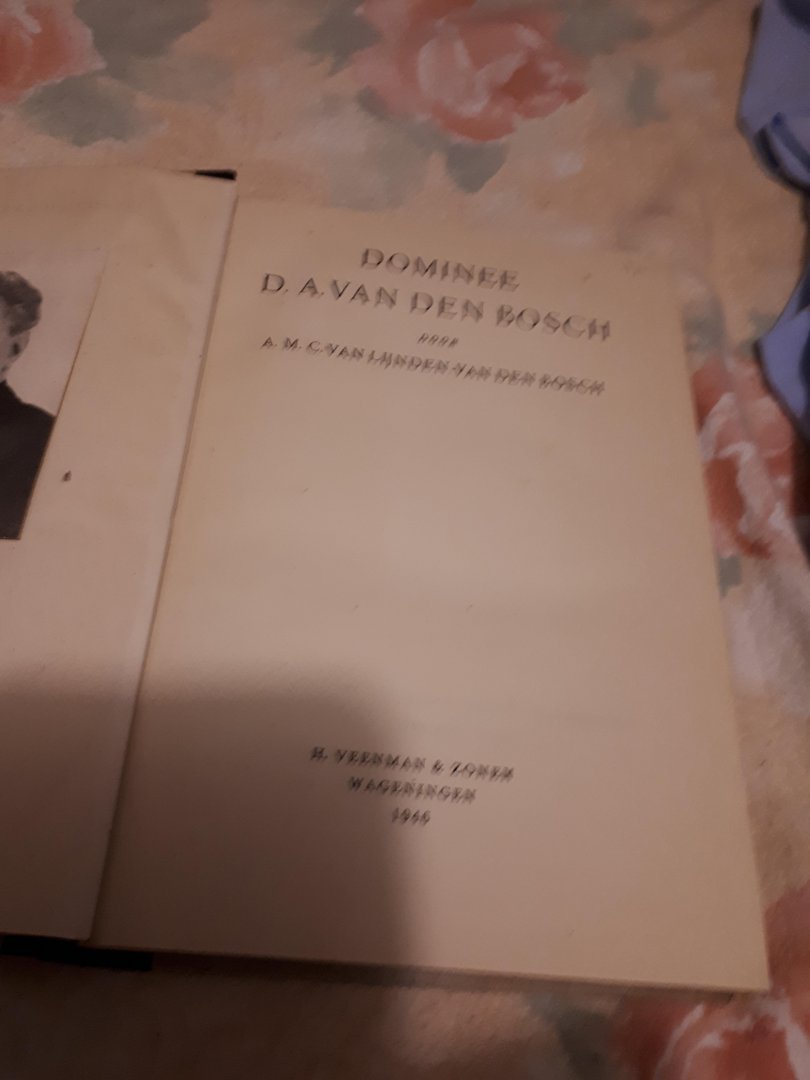 DOMINEE
D. A. VAN DEN BOSCH
DOOR
A. M. C. VAN LIJNDEN-VAN DEN BOSCH
H. VEENMAN & ZONEN
WAGENINGEN